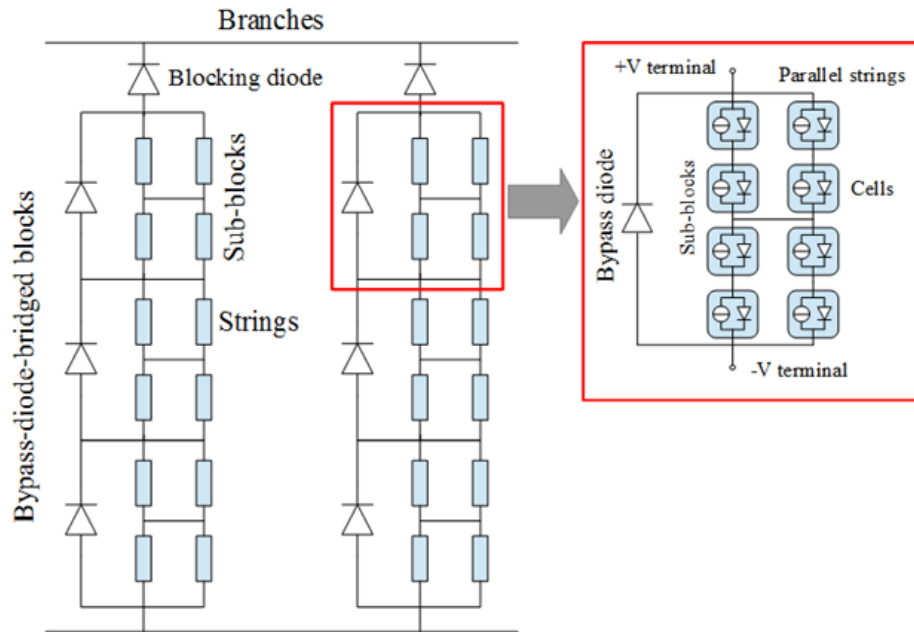 Branches
Blocking diode
Bypass-diode-bridged blocks
Sub-blocks
Strings
+V terminal
Parallel strings
Bypass diode
Sub-blocks
Cells
-V terminal